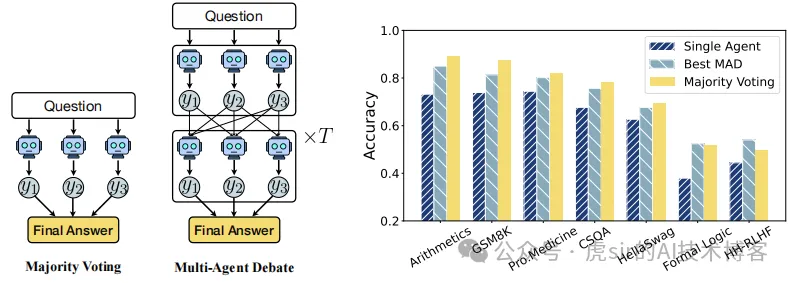 Question
y1 y2 y3
Final Answer
Majority Voting
Question
y1 y2 y3
×T
y1 y2 y3
Final Answer
Multi-Agent Debate
Accuracy
1.0
0.8
0.6
0.4
0.2
Single Agent
Best MAD
Majority Voting
Arithmetics
GSM8K
Pro.Medicine
CSQA
HellaSwag
Formal Logic
HH-RLHF
公众号 · 虎sir的AI技术博客